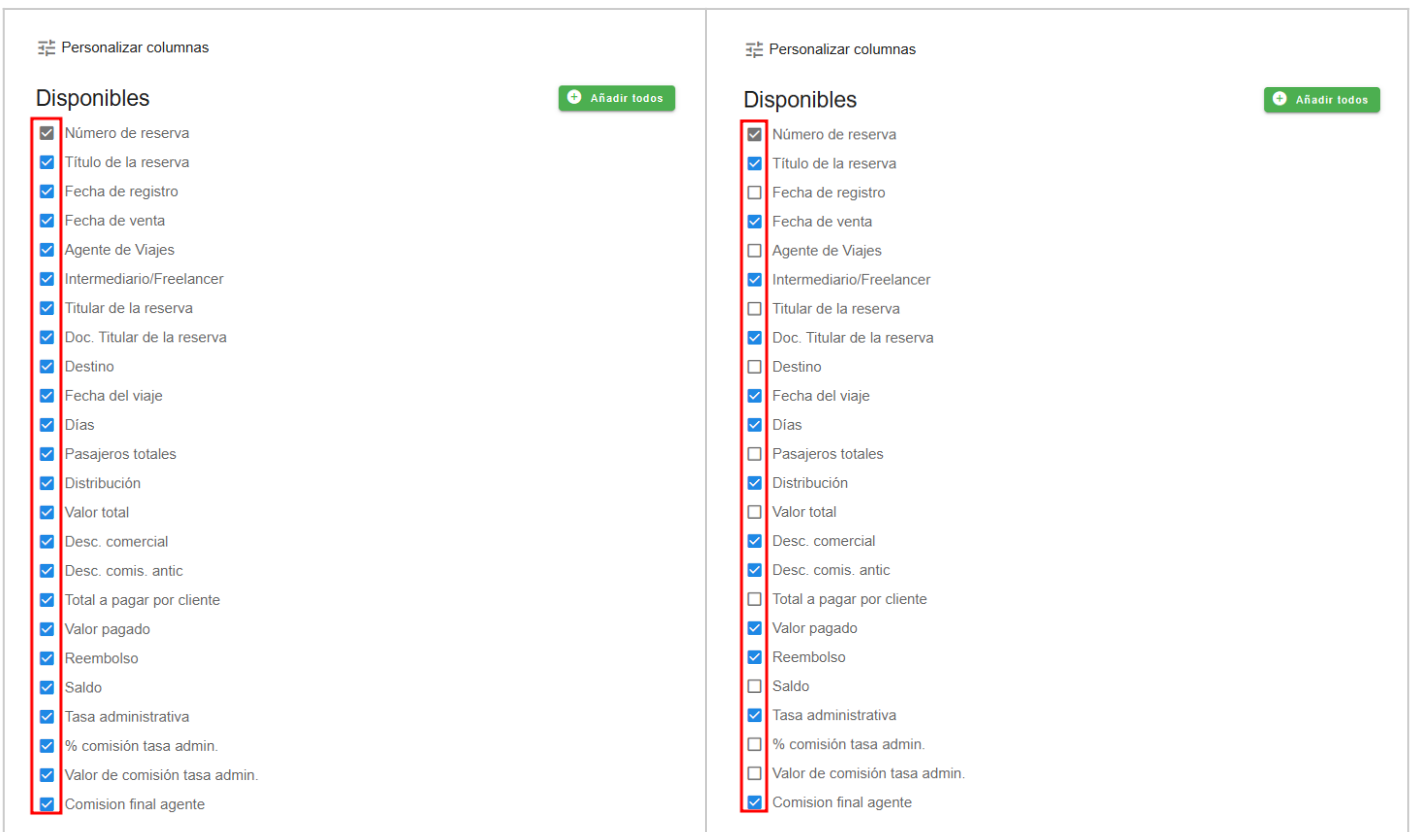 Personalizar columnas
Disponibles
Añadir todos
Número de reserva
Título de la reserva
Fecha de registro
Fecha de venta
Agente de Viajes
Intermediario/Freelancer
Titular de la reserva
Doc. Titular de la reserva
Destino
Fecha del viaje
Días
Pasajeros totales
Distribución
Valor total
Desc. comercial
Desc. comis. antic
Total a pagar por cliente
Valor pagado
Reembolso
Saldo
Tasa administrativa
% comisión tasa admin.
Valor de comisión tasa admin.
Comision final agente
Personalizar columnas
Disponibles
Añadir todos
Número de reserva
Título de la reserva
Fecha de registro
Fecha de venta
Agente de Viajes
Intermediario/Freelancer
Titular de la reserva
Doc. Titular de la reserva
Destino
Fecha del viaje
Días
Pasajeros totales
Distribución
Valor total
Desc. comercial
Desc. comis. antic
Total a pagar por cliente
Valor pagado
Reembolso
Saldo
Tasa administrativa
% comisión tasa admin.
Valor de comisión tasa admin.
Comision final agente